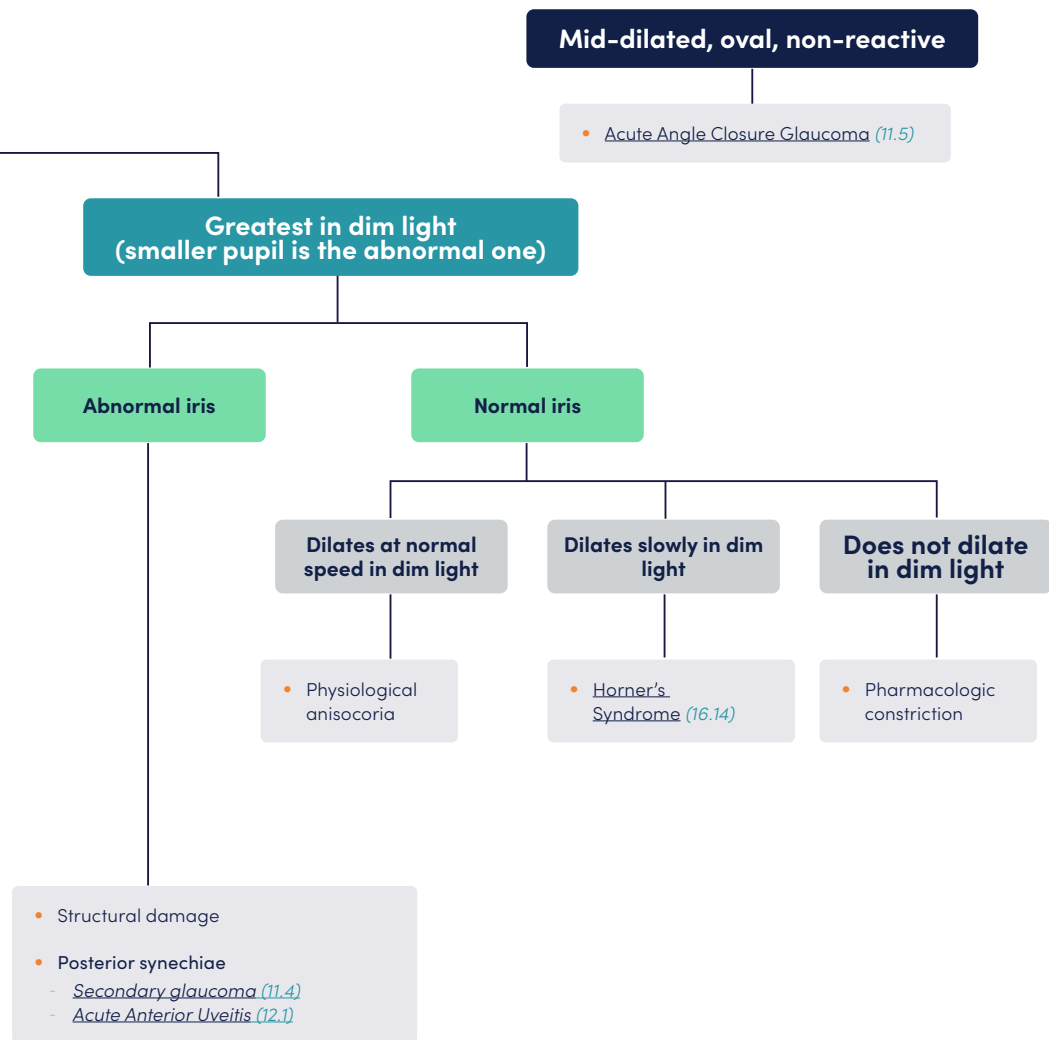 Mid-dilated, oval, non-reactive
• Acute Angle Closure Glaucoma (11.5)
Greatest in dim light
(smaller pupil is the abnormal one)
Abnormal iris
Normal iris
Dilates at normal
speed in dim light
Dilates slowly in dim
light
Does not dilate
in dim light
• Physiological
anisocoria
• Horner's
Syndrome (16.14)
• Pharmacologic
constriction
• Structural damage
• Posterior synechiae
- Secondary glaucoma (11.4)
- Acute Anterior Uveitis (12.1)